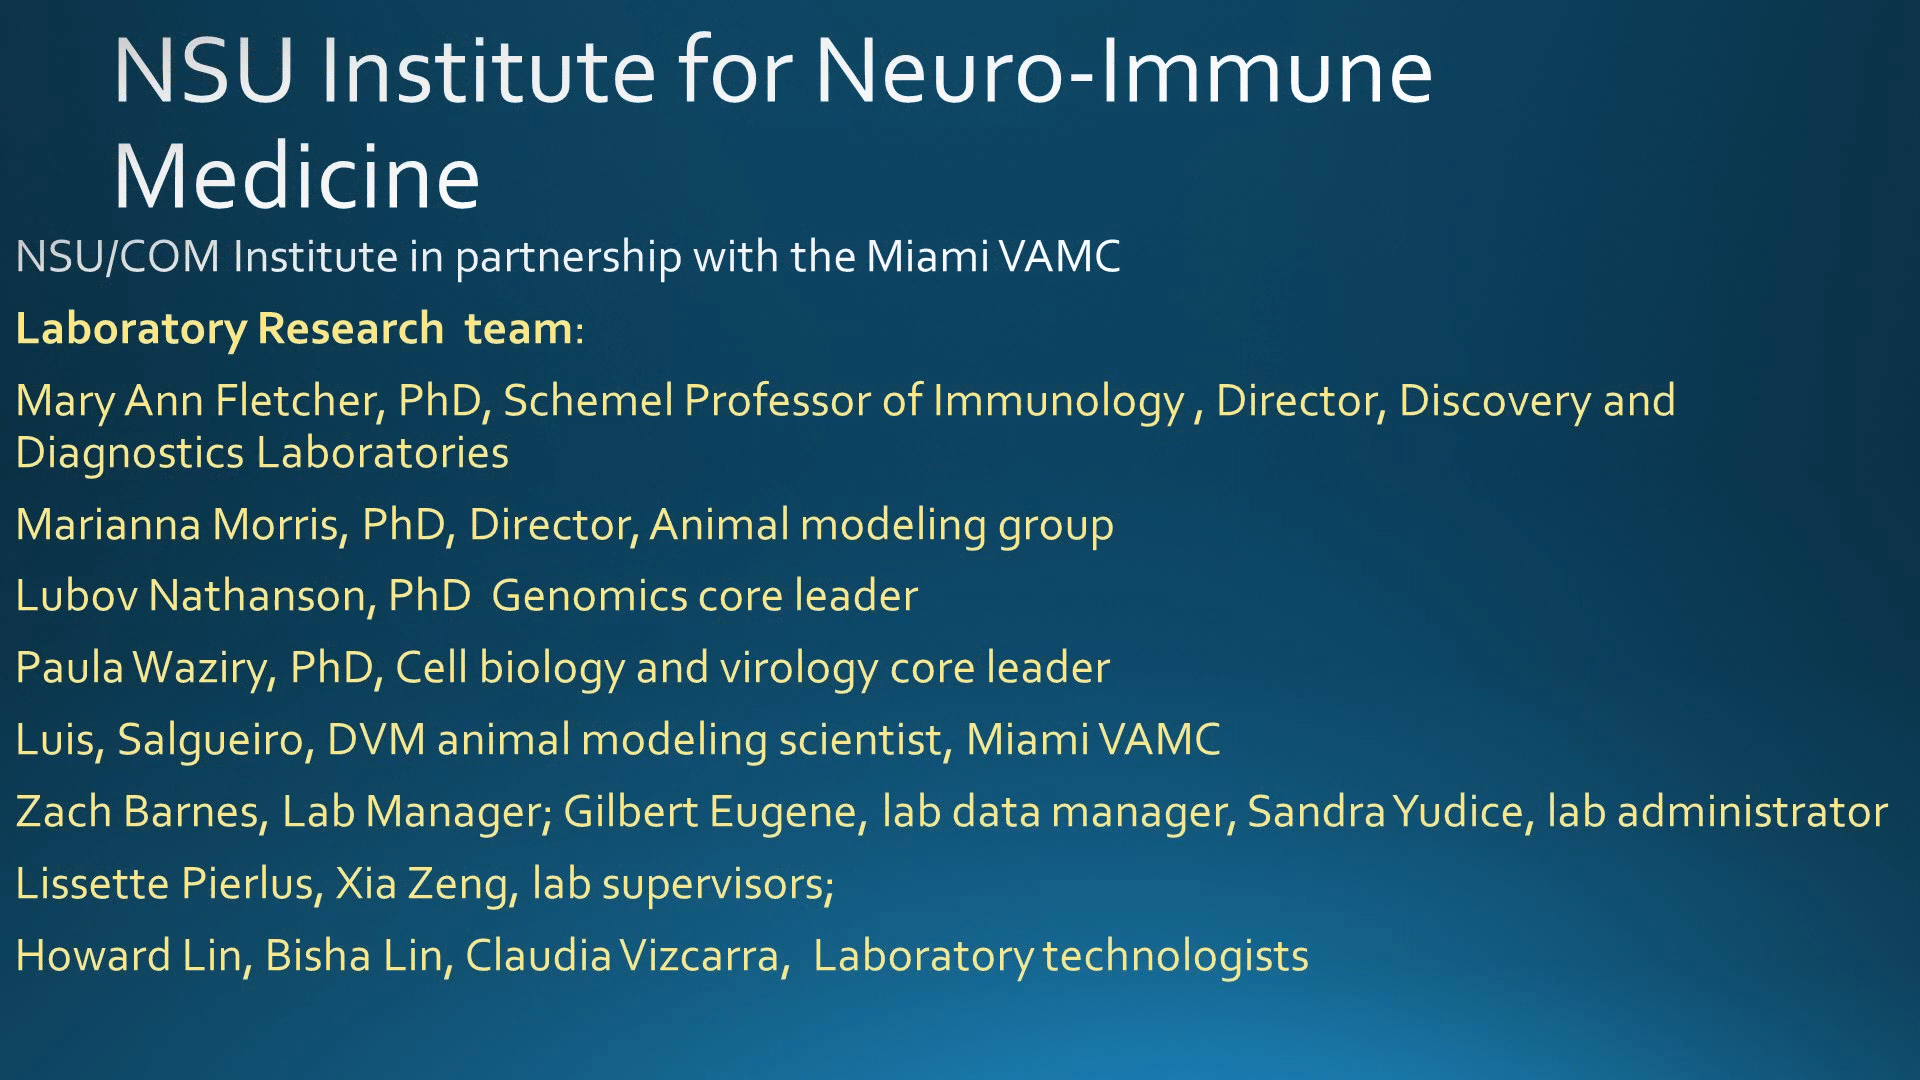 NSU Institute for Neuro-Immune
Medicine
NSU/COM Institute in partnership with the Miami VAMC
Laboratory Research  team:
Mary Ann Fletcher, PhD, Schemel Professor of Immunology , Director, Discovery and
Diagnostics Laboratories
Marianna Morris, PhD, Director, Animal modeling group
Lubov Nathanson, PhD  Genomics core leader
Paula Waziry, PhD, Cell biology and virology core leader
Luis, Salgueiro, DVM animal modeling scientist, Miami VAMC
Zach Barnes, Lab Manager; Gilbert Eugene, lab data manager, Sandra Yudice, lab administrator
Lissette Pierlus, Xia Zeng, lab supervisors;
Howard Lin, Bisha Lin, Claudia Vizcarra,  Laboratory technologists